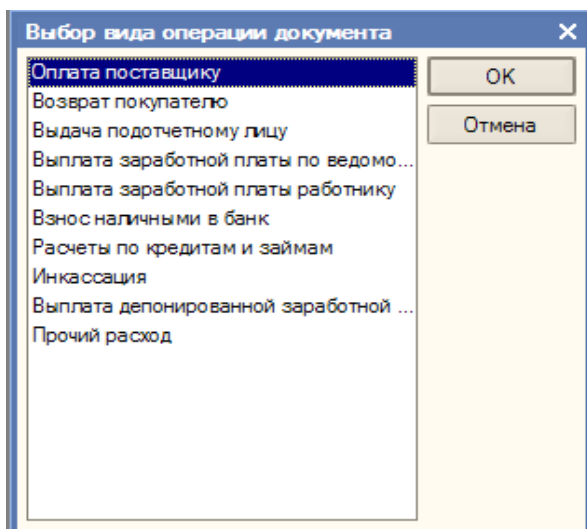 Выбор вида операции документа
Оплата поставщику
Возврат покупателю
Выдача подотчетному лицу
Выплата заработной платы по ведомо...
Выплата заработной платы работнику
Взнос наличными в банк
Расчеты по кредитам и займам
Инкассация
Выплата депонированной заработной ...
Прочий расход
OK
Отмена